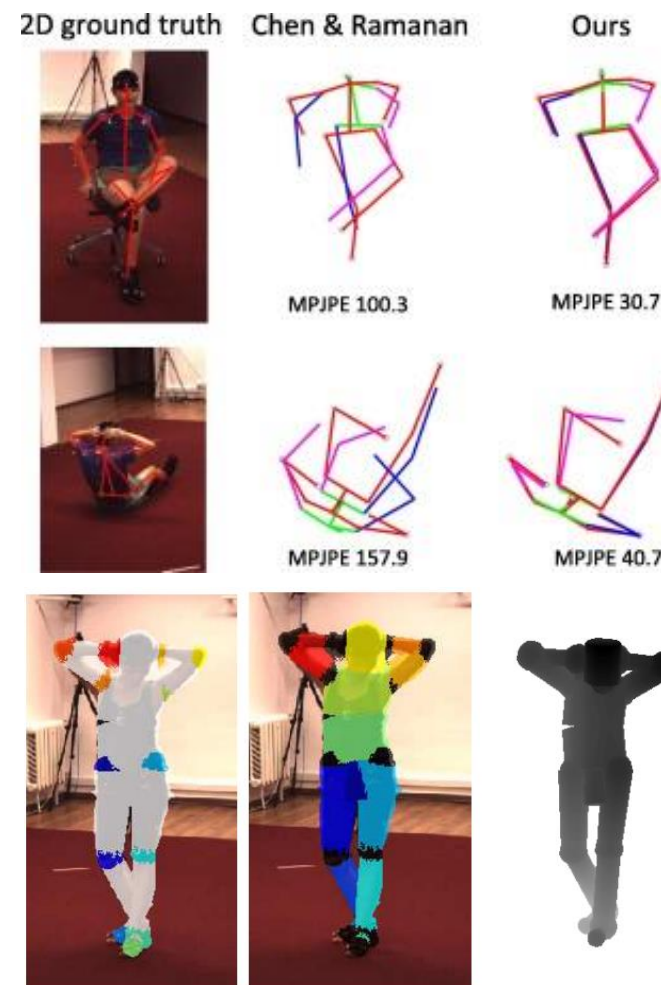 2D ground truth Chen & Ramanan Ours
MPJPE 100.3 MPJPE 30.7
MPJPE 157.9 MPJPE 40.7